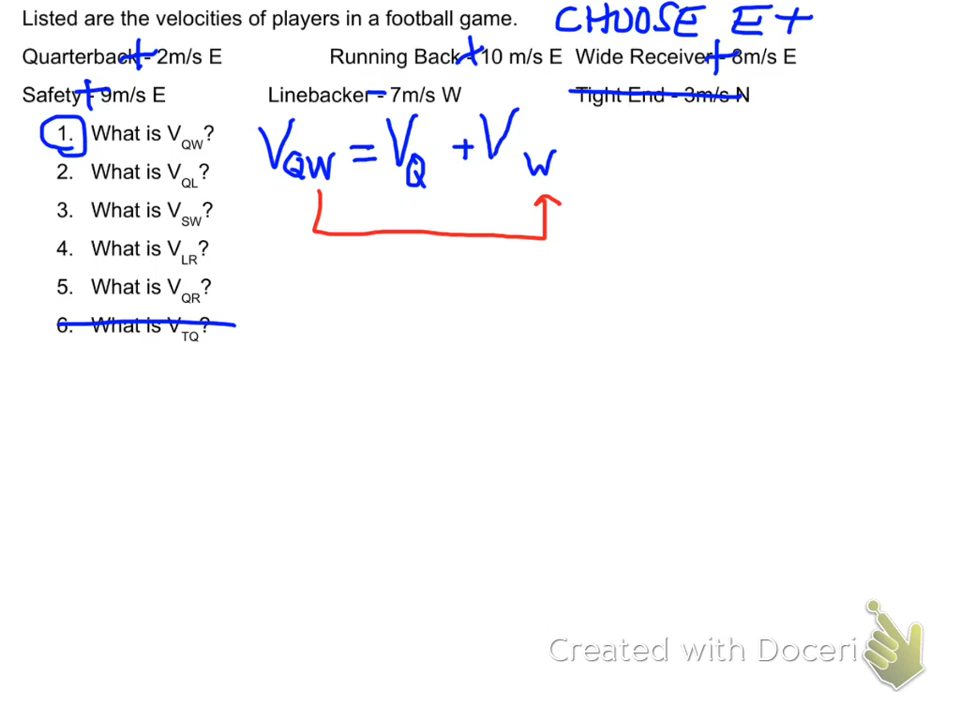 Listed are the velocities of players in a football game. CHOOSE E+
Quarterback + 2m/s E Running Back + 10 m/s E Wide Receiver + 8m/s E
Safety + 9m/s E Linebacker - 7m/s W Tight End - 3m/s N
1. What is VQW? VQW = VQ + VW
2. What is VQL?
3. What is VSW?
4. What is VLR?
5. What is VQR?
6. What is VTQ?
Created with Doceri